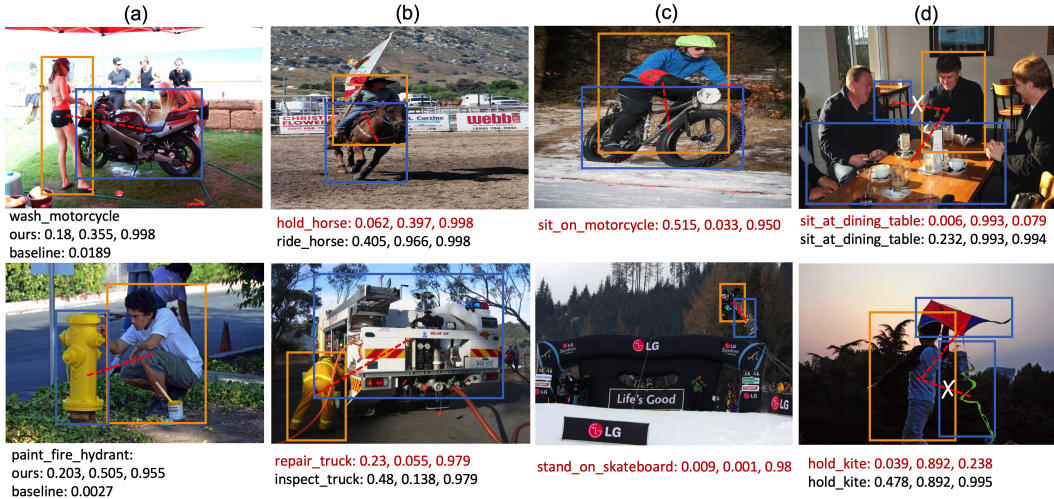 (a)
(b)
(c)
(d)
CHRIST
FLOWER
. Corzine
webb
wash_motorcycle
ours: 0.18, 0.355, 0.998
baseline: 0.0189
hold_horse: 0.062, 0.397, 0.998
ride_horse: 0.405, 0.966, 0.998
sit_on_motorcycle: 0.515, 0.033, 0.950
sit_at_dining_table: 0.006, 0.993, 0.079
sit_at_dining_table: 0.232, 0.993, 0.994
X
LG
Life's Good
LG
LG
X
paint_fire_hydrant:
ours: 0.203, 0.505, 0.955
baseline: 0.0027
repair_truck: 0.23, 0.055, 0.979
inspect_truck: 0.48, 0.138, 0.979
stand_on_skateboard: 0.009, 0.001, 0.98
hold_kite: 0.039, 0.892, 0.238
hold_kite: 0.478, 0.892, 0.995